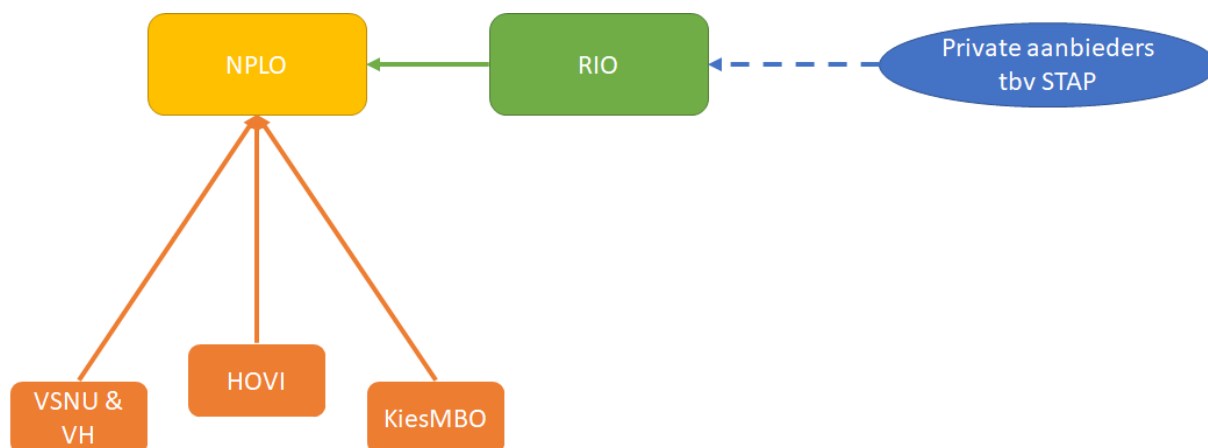 NPLO
RIO
Private aanbieders
tbv STAP
VSNU &
VH
HOVI
KiesMBO